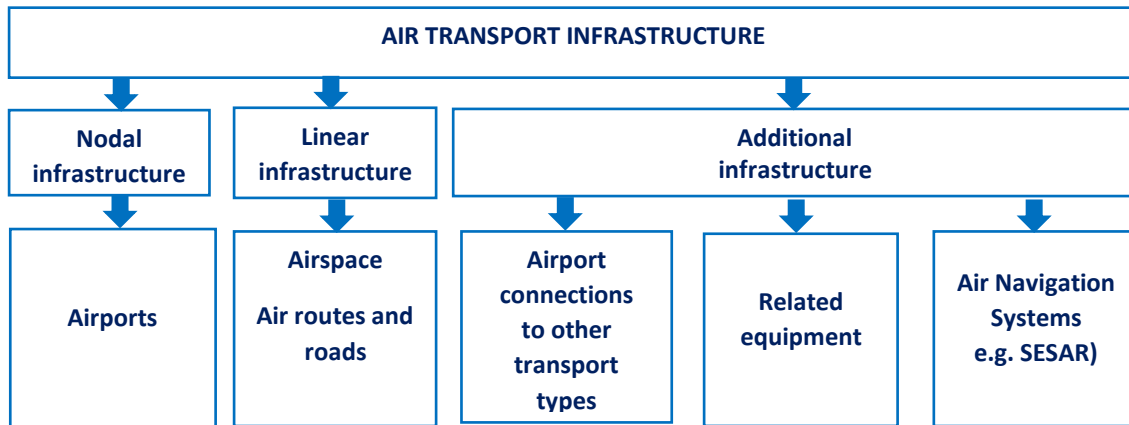 AIR TRANSPORT INFRASTRUCTURE
Nodal
infrastructure
Linear
infrastructure
Additional
infrastructure
Airports
Airspace
Air routes and
roads
Airport
connections
to other
transport
types
Related
equipment
Air Navigation
Systems
e.g. SESAR)